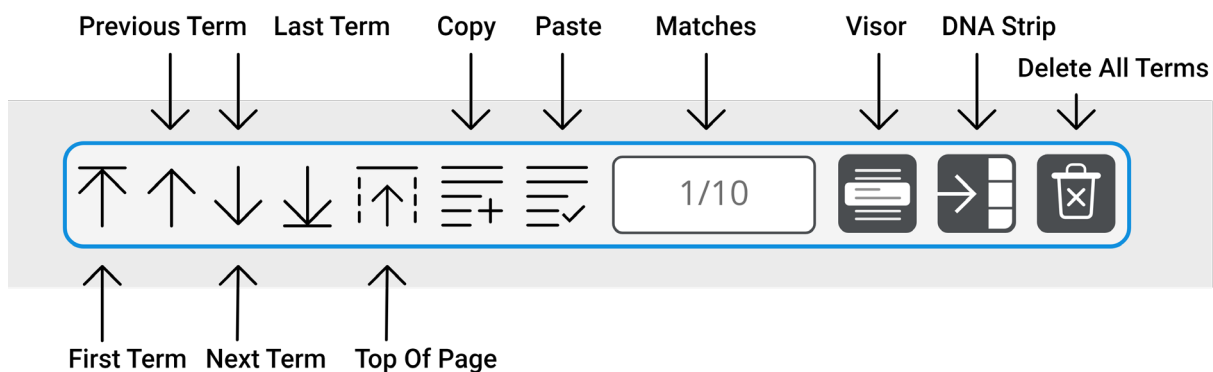 Previous Term Last Term Copy Paste Matches Visor DNA Strip
Delete All Terms
1/10
First Term Next Term Top Of Page